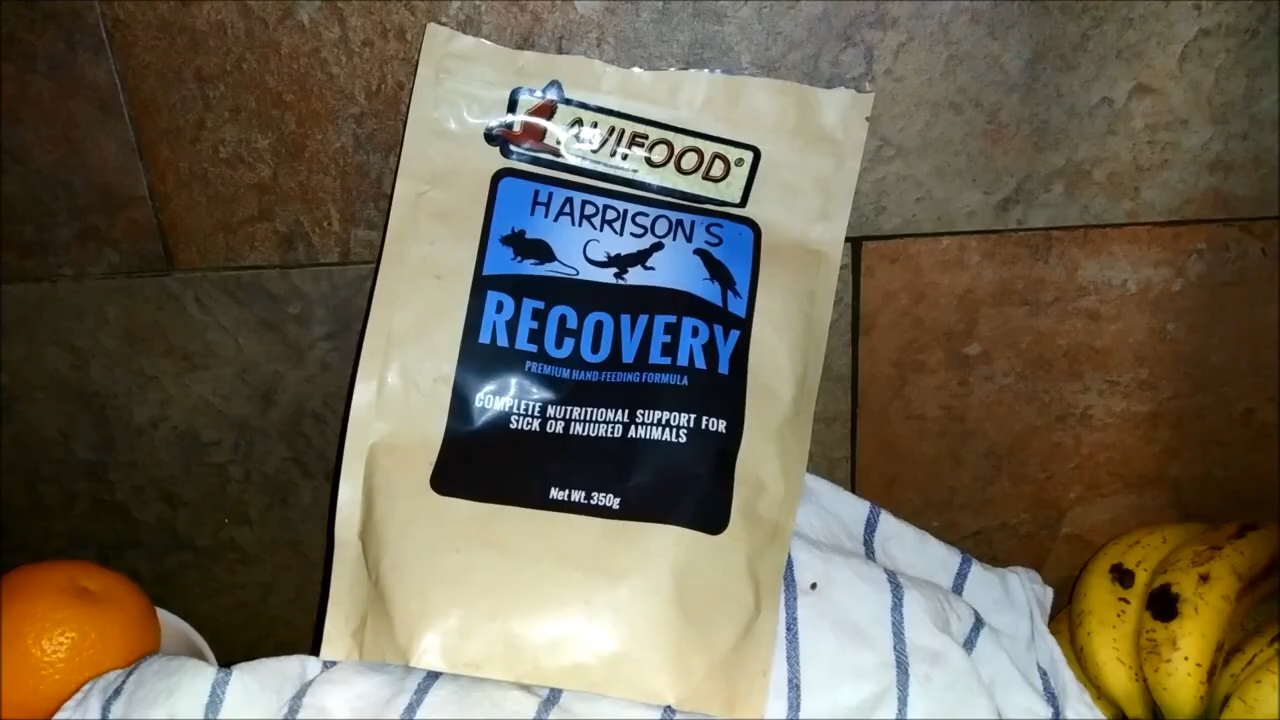 AVIFOOD®
HARRISON'S
RECOVERY
PREMIUM HAND-FEEDING FORMULA
COMPLETE NUTRITIONAL SUPPORT FOR
SICK OR INJURED ANIMALS
Net Wt. 350g